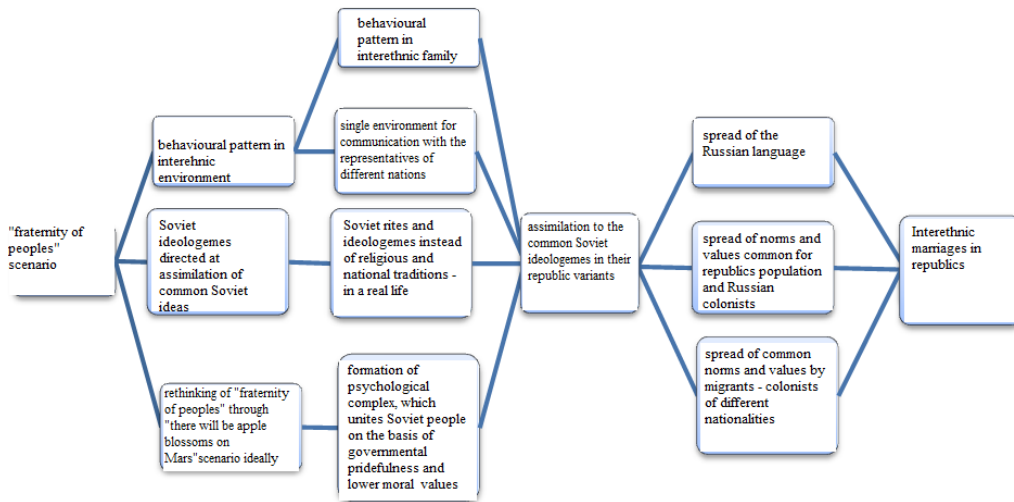 "fraternity of
peoples"
scenario
behavioural pattern in
interehnic
environment
Soviet
ideologemes
directed at
assimilation of
common Soviet
ideas
rethinking of "fraternity
of peoples" through
"there will be apple
blossoms on
Mars"scenario ideally
behavioural
pattern in
interethnic family
single environment for
communication with the
representatives of
different nations
Soviet rites and
ideologemes instead
of religious and
national traditions -
in a real life
formation of
psychological
complex, which
unites Soviet people
on the basis of
governmental
pridefulness and
lower moral values
assimilation to the
common Soviet
ideologemes in their
republic variants
spread of the
Russian language
spread of norms and
values common for
republics population
and Russian
colonists
spread of common
norms and values by
migrants - colonists
of different
nationalities
Interethnic
marriages in
republics